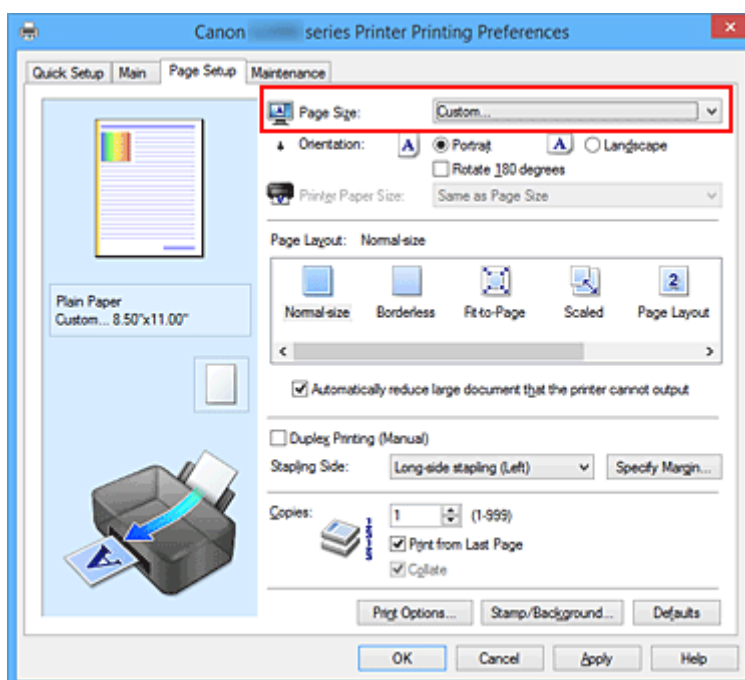 Canon series Printer Printing Preferences
Quick Setup Main Page Setup Maintenance
Page Size: Custom...
Orientation: A Portrait A Landscape
Rotate 180 degrees
Printer Paper Size: Same as Page Size
Page Layout: Normal-size
2
Normal-size Borderless Fit-to-Page Scaled Page Layout
Plain Paper
Custom... 8.50"x11.00"
Automatically reduce large document that the printer cannot output
Duplex Printing (Manual)
Stapling Side: Long-side stapling (Left) Specify Margin...
Copies: 1 (1-999)
Print from Last Page
Collate
A
Print Options... Stamp/Background... Defaults
OK Cancel Apply Help